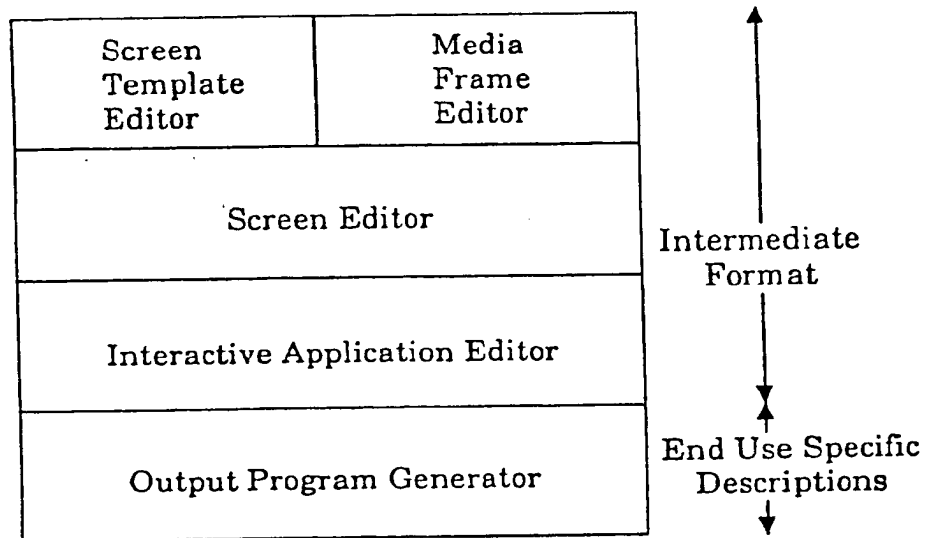 Screen
Template
Editor
Media
Frame
Editor
Screen Editor
Intermediate
Format
Interactive Application Editor
End Use Specific
Descriptions
Output Program Generator